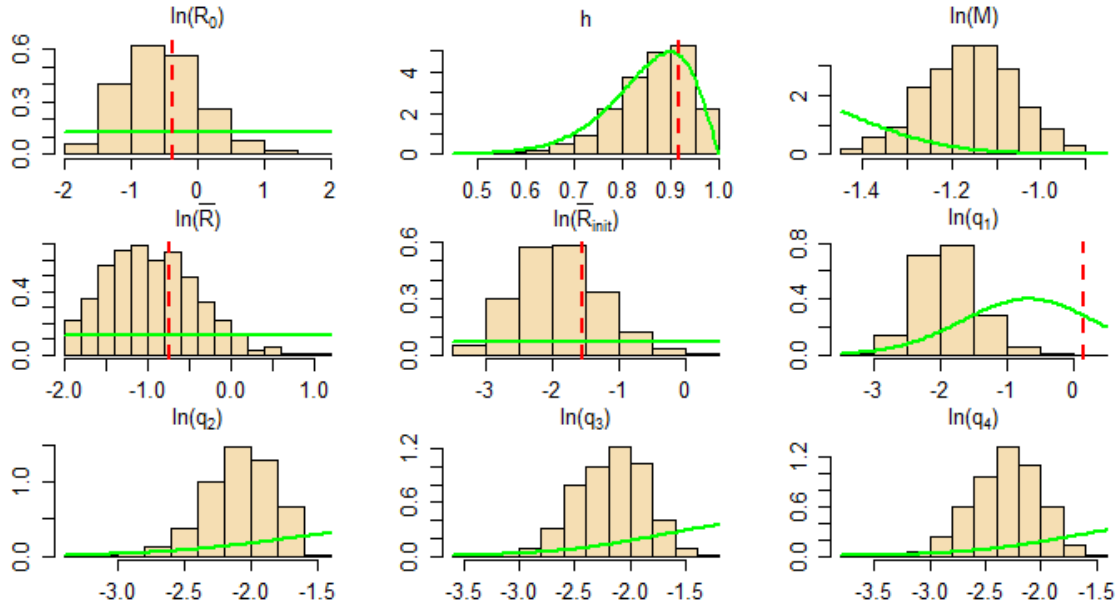 ln(R₀) h ln(M)
0.0 0.3 0.6
-2 -1 0 1 2
0 2 4
0.5 0.6 0.7 0.8 0.9 1.0
0 2
-1.4 -1.2 -1.0
ln(R̅) ln(R̅init) ln(q₁)
0.0 0.4
-2.0 -1.0 0.0 1.0
0.0 0.3 0.6
-3 -2 -1 0
0.0 0.4 0.8
-3 -2 -1 0
ln(q₂) ln(q₃) ln(q₄)
0.0 1.0
-3.0 -2.5 -2.0 -1.5
0.0 0.6 1.2
-3.5 -3.0 -2.5 -2.0 -1.5
0.0 0.6 1.2
-3.5 -3.0 -2.5 -2.0 -1.5